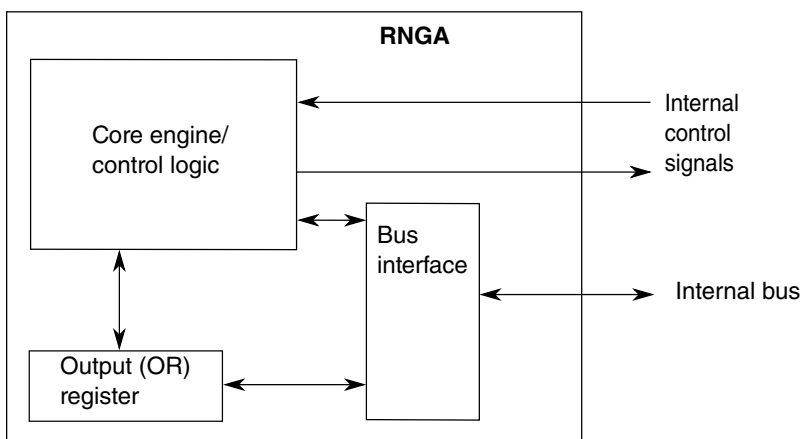 RNGA
Core engine/
control logic
Internal
control
signals
Bus
interface
Internal bus
Output (OR)
register